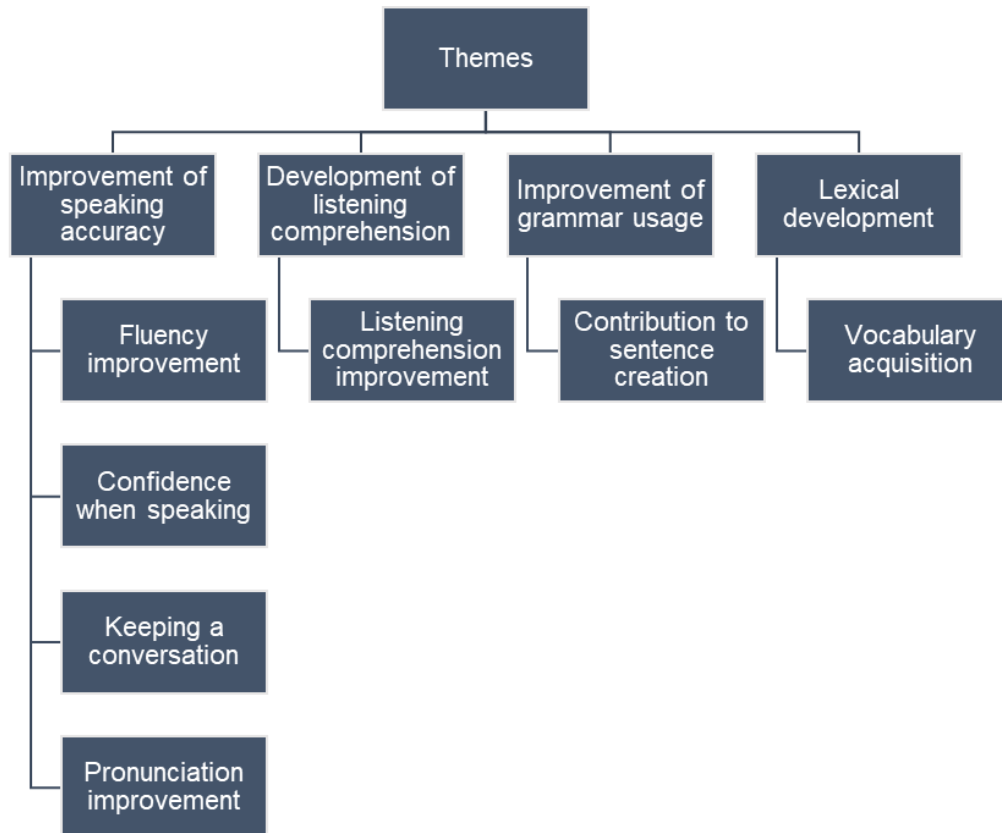 Themes
Improvement of
speaking
accuracy
Fluency
improvement
Confidence
when speaking
Keeping a
conversation
Pronunciation
improvement
Development of
listening
comprehension
Listening
comprehension
improvement
Improvement of
grammar usage
Contribution to
sentence
creation
Lexical
development
Vocabulary
acquisition